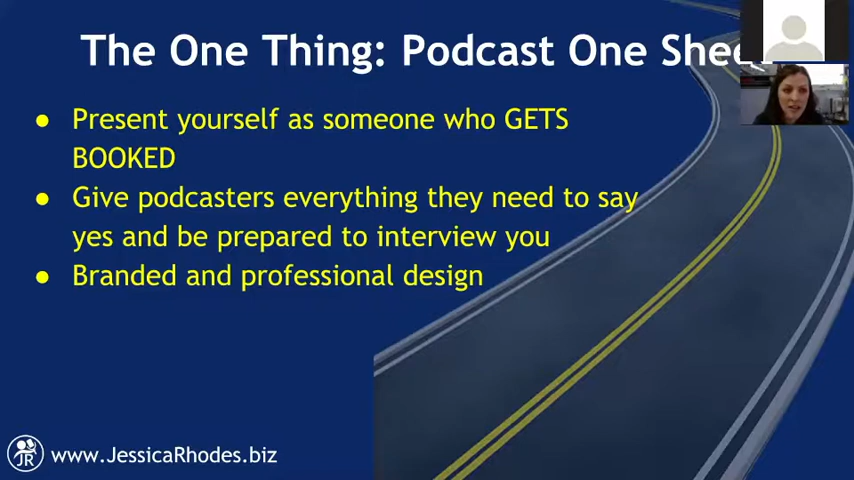 The One Thing: Podcast One Sheet
● Present yourself as someone who GETS
BOOKED
● Give podcasters everything they need to say
yes and be prepared to interview you
● Branded and professional design
JR www.JessicaRhodes.biz